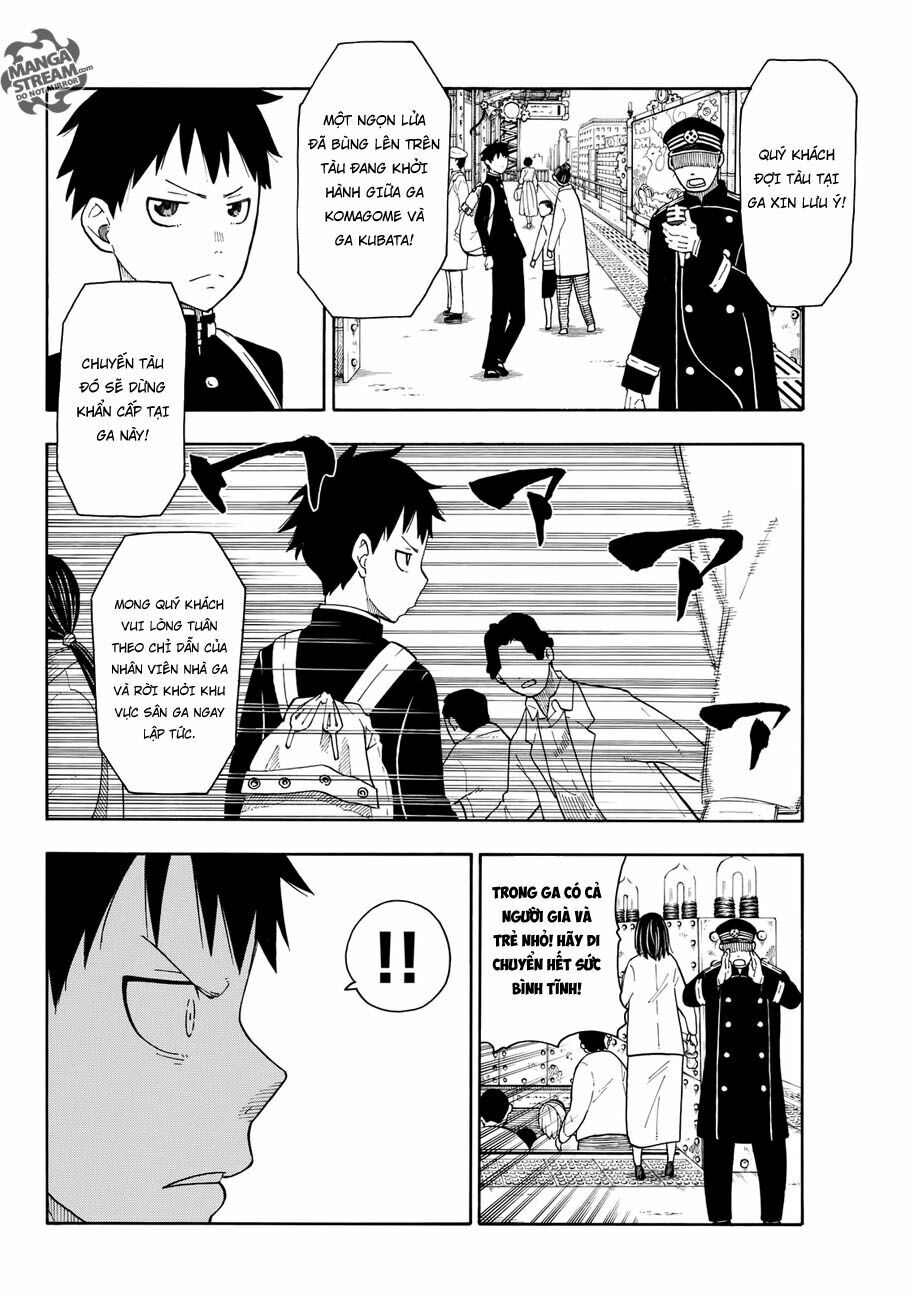 MANGA
STREAM.com
DO NOT MIRROR
QUÝ KHÁCH
ĐỢI TÀU TẠI
GA XIN LƯU Ý!
MỘT NGỌN LỬA
ĐÃ BÙNG LÊN TRÊN
TÀU ĐANG KHỞI
HÀNH GIỮA GA
KOMAGOME VÀ
GA KUBATA!
CHUYẾN TÀU
ĐÓ SẼ DỪNG
KHẨN CẤP TẠI
GA NÀY!
MONG QUÝ KHÁCH
VUI LÒNG TUÂN
THEO CHỈ DẪN CỦA
NHÂN VIÊN NHÀ GA
VÀ RỜI KHỎI KHU
VỰC SÂN GA NGAY
LẬP TỨC.
ア
ア
ア
ア
TRONG GA CÓ CẢ
NGƯỜI GIÀ VÀ
TRẺ NHỎ! HÃY DI
CHUYỂN HẾT SỨC
BÌNH TĨNH!
!!